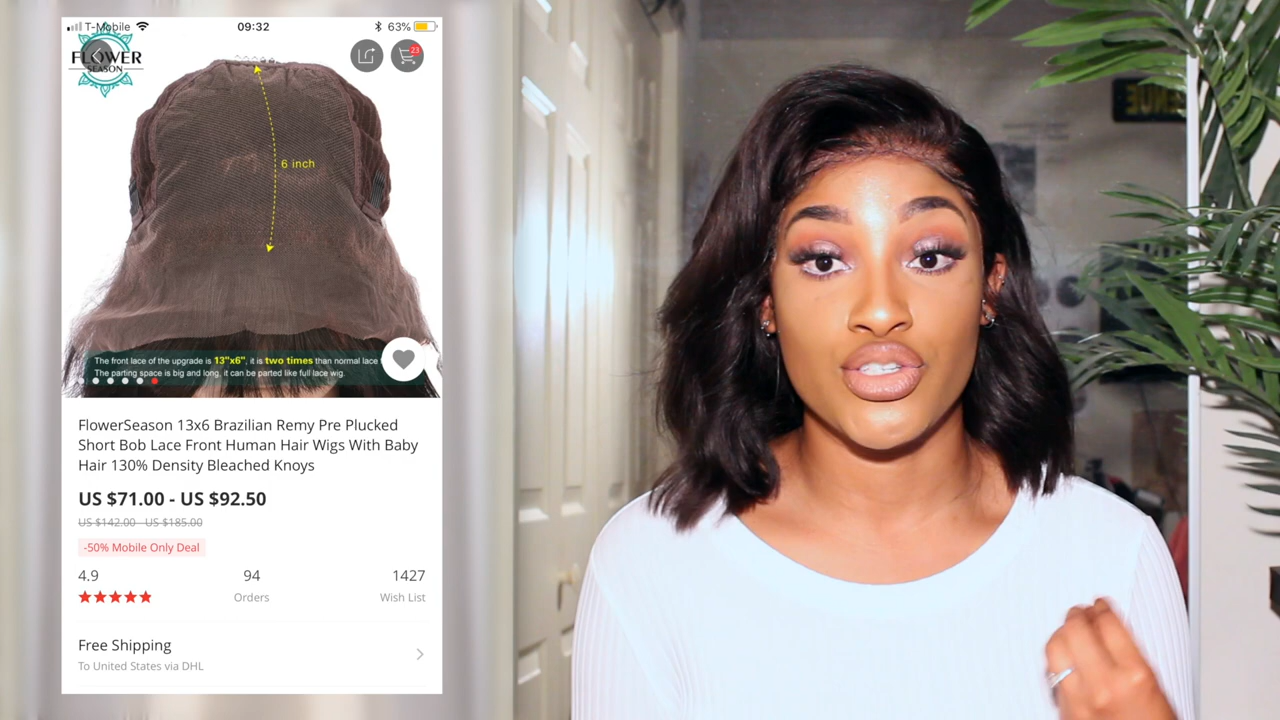 T-Mobile
09:32
63%
FLOWER
SEASON
23
6 inch
The front lace of the upgrade is 13"x6", it is two times than normal lace
The parting space is big and long, it can be parted like full lace wig.
FlowerSeason 13x6 Brazilian Remy Pre Plucked
Short Bob Lace Front Human Hair Wigs With Baby
Hair 130% Density Bleached Knoys
US $71.00 - US $92.50
US $142.00 - US $185.00
-50% Mobile Only Deal
4.9
94
1427
Orders
Wish List
Free Shipping
To United States via DHL